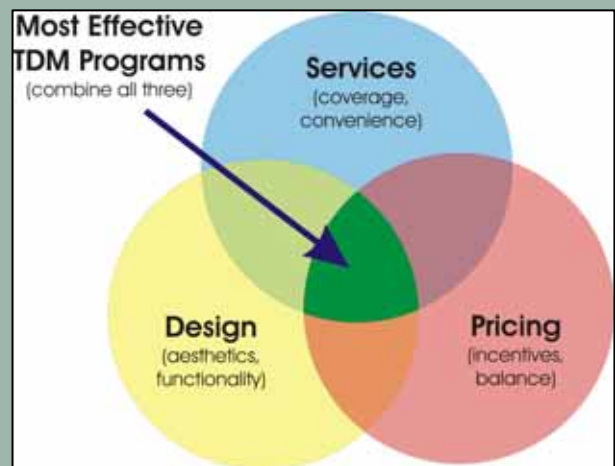 Most Effective
TDM Programs
(combine all three)
Services
(coverage,
convenience)
Design
(aesthetics,
functionality)
Pricing
(incentives,
balance)